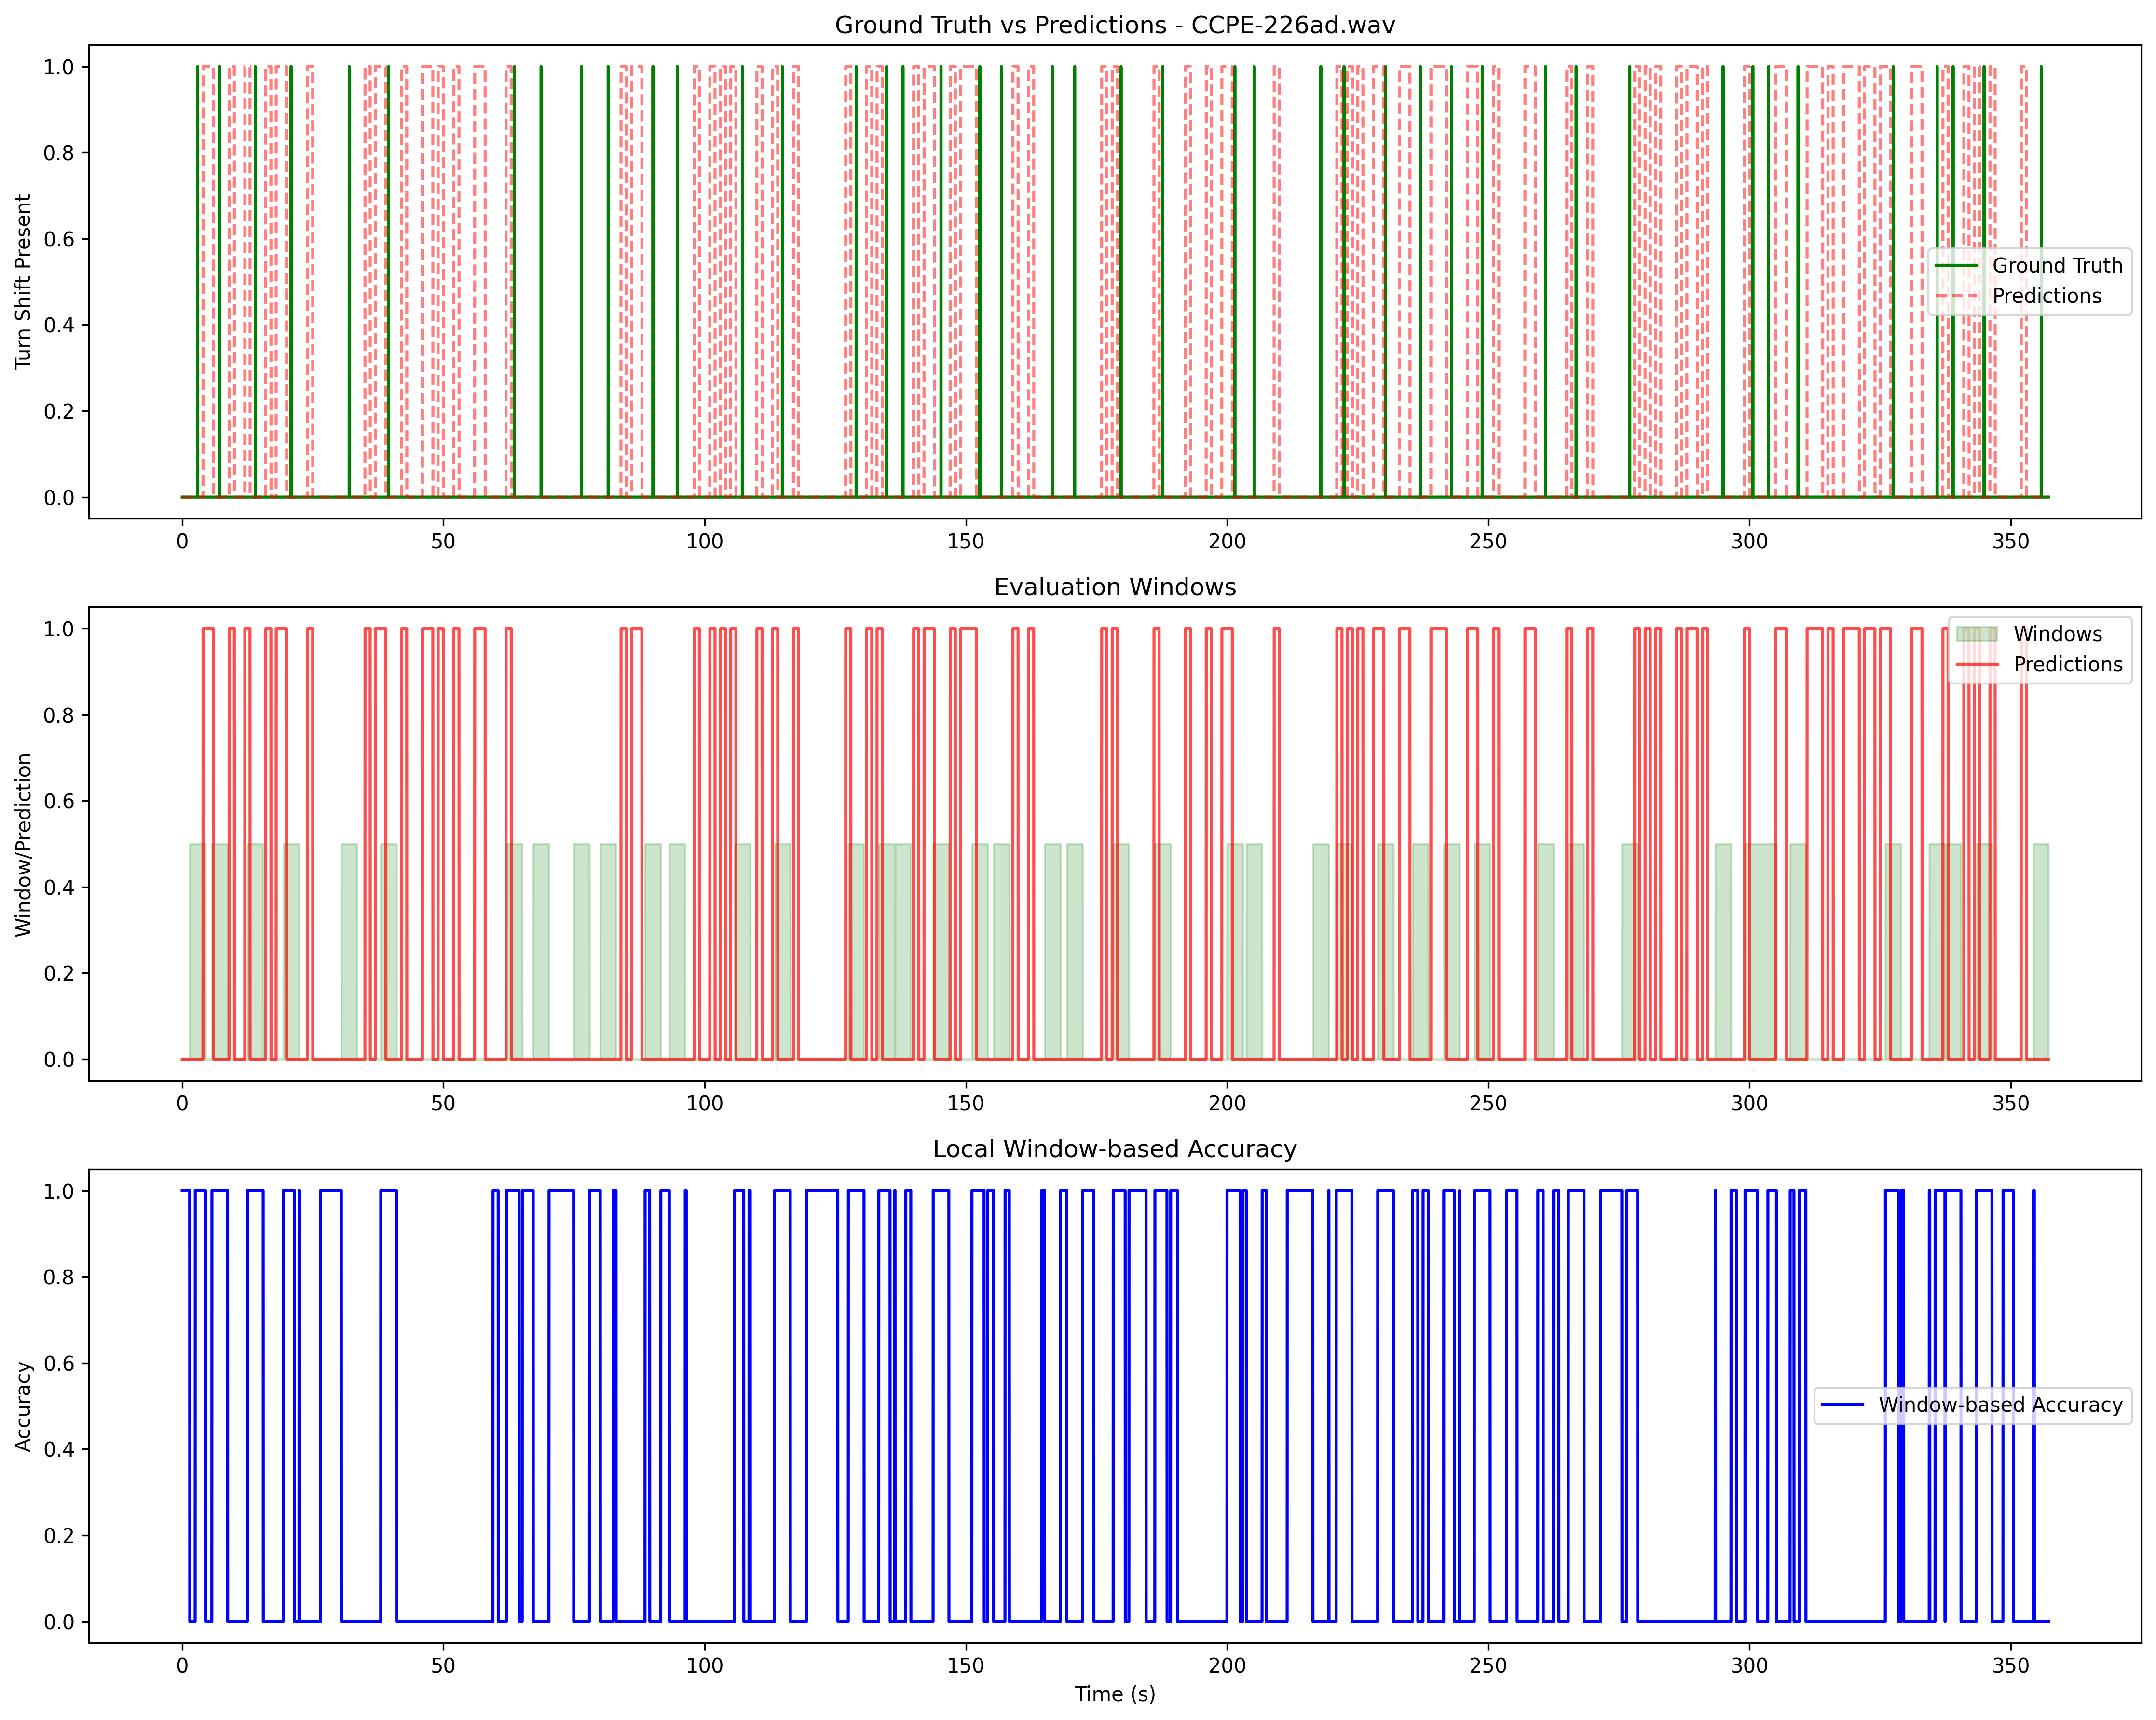 Ground Truth vs Predictions - CCPE-226ad.wav
Turn Shift Present
1.0
0.8
0.6
0.4
0.2
0.0
Ground Truth
Predictions
0 50 100 150 200 250 300 350
Evaluation Windows
Window/Prediction
1.0
0.8
0.6
0.4
0.2
0.0
Windows
Predictions
0 50 100 150 200 250 300 350
Local Window-based Accuracy
Accuracy
1.0
0.8
0.6
0.4
0.2
0.0
Window-based Accuracy
0 50 100 150 200 250 300 350
Time (s)